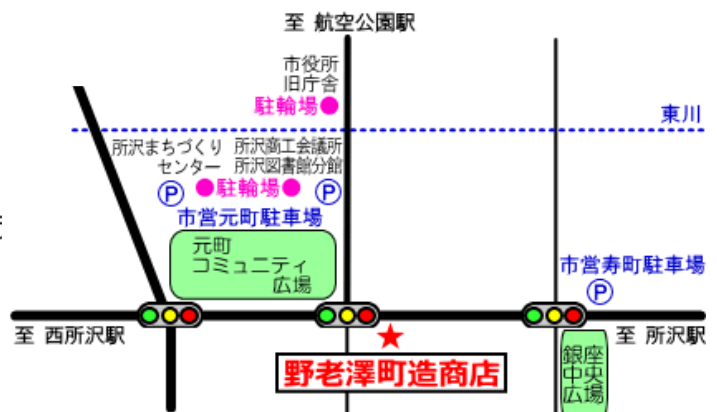 至 航空公園駅
市役所
旧庁舎
駐輪場
東川
所沢まちづくり
センター
所沢商工会議所
所沢図書館分館
P
駐輪場
P
市営元町駐車場
元町
コミュニティ
広場
市営寿町駐車場
P
至 西所沢駅
至 所沢駅
野老澤町造商店
銀座
中央
広場